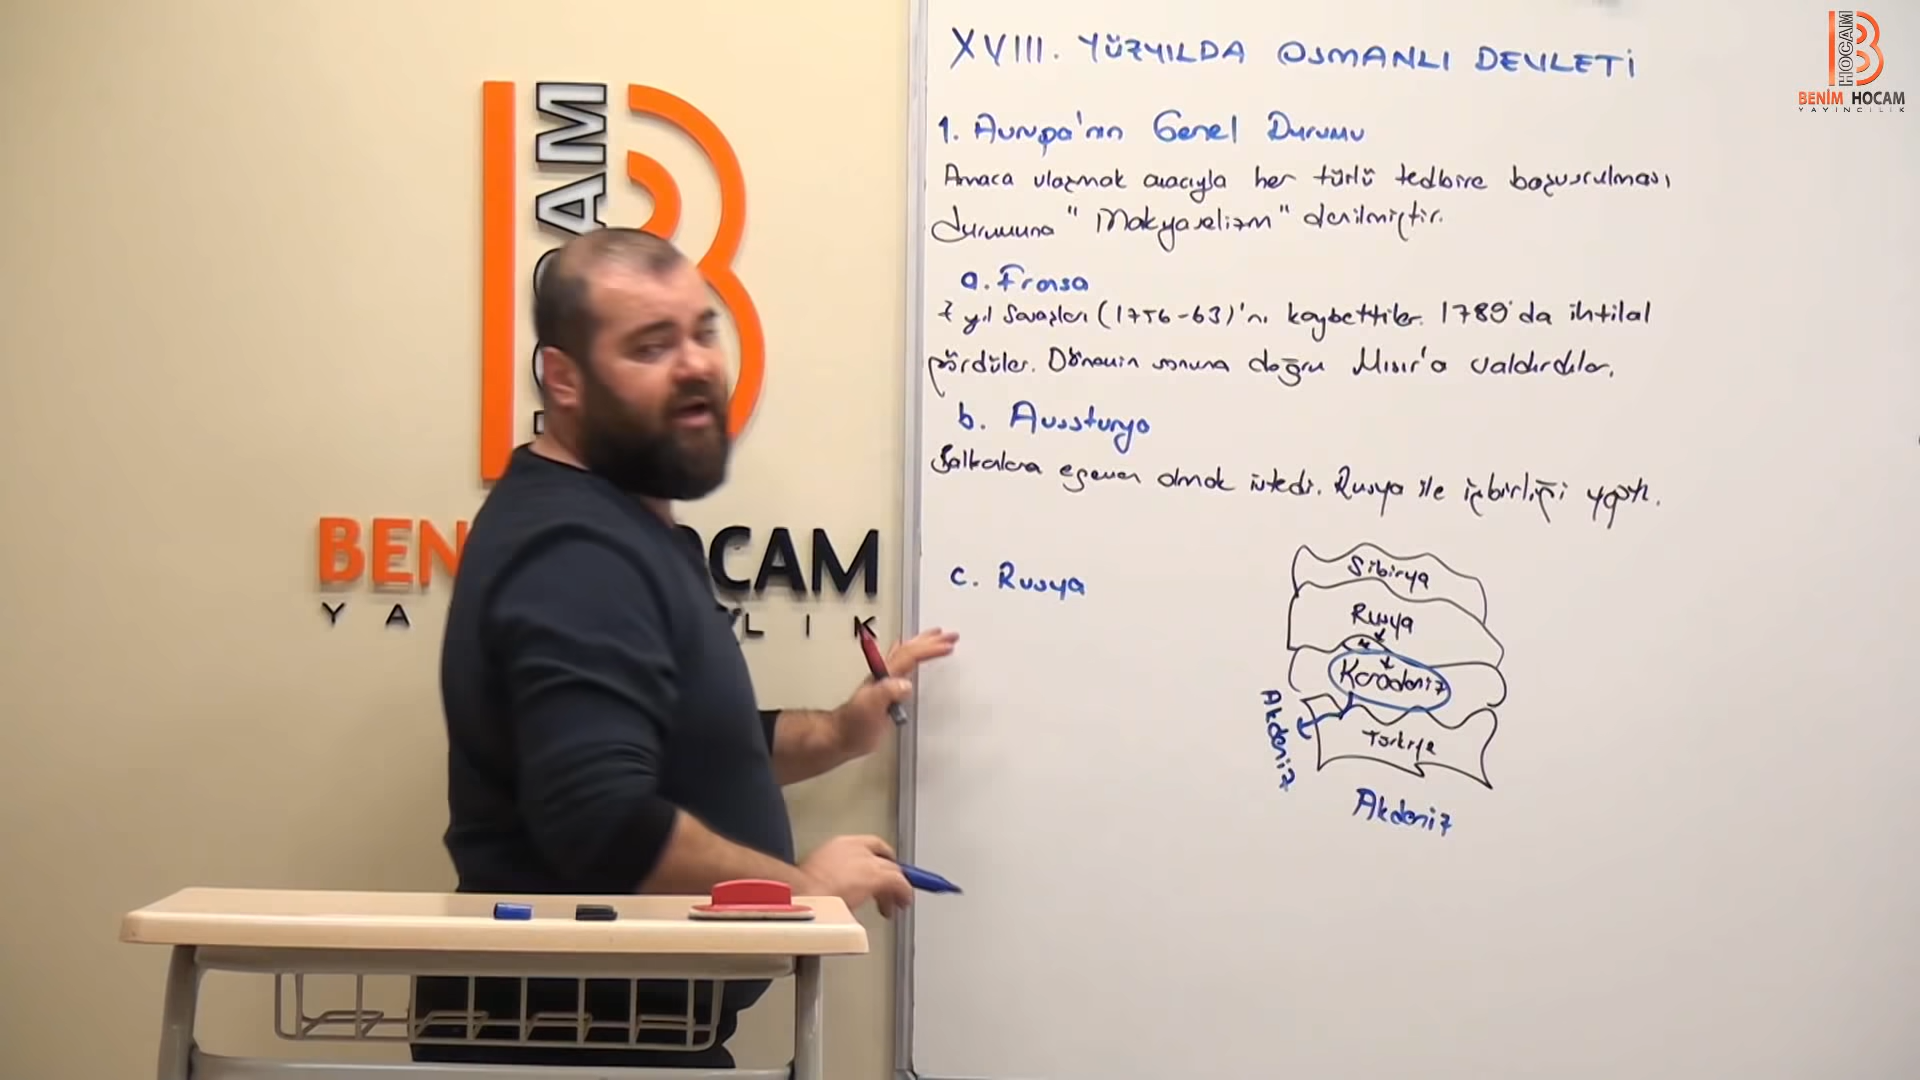 BENİM HOCAM
YAYINCILIK
HOCAM
BEN HOCAM
YA LIK
XVIII. YÜZYILDA OSMANLI DEVLETİ
1. Avrupa'nın Genel Durumu
Amaca ulaşmak amacıyla her türlü tedbire başvurulması
durumuna "Makyavelizm" denilmiştir.
a. Fransa
7 yıl Savaşları (1756-63)'nı kaybettiler. 1789'da ihtilal
gördüler. Dönemin sonuna doğru Mısır'a saldırdılar.
b. Avusturya
Balkanlara egemen olmak istedi. Rusya ile işbirliği yaptı.
c. Rusya
Sibirya
Rusya
Karadeniz
Akdeniz
Türkiye
Akdeniz